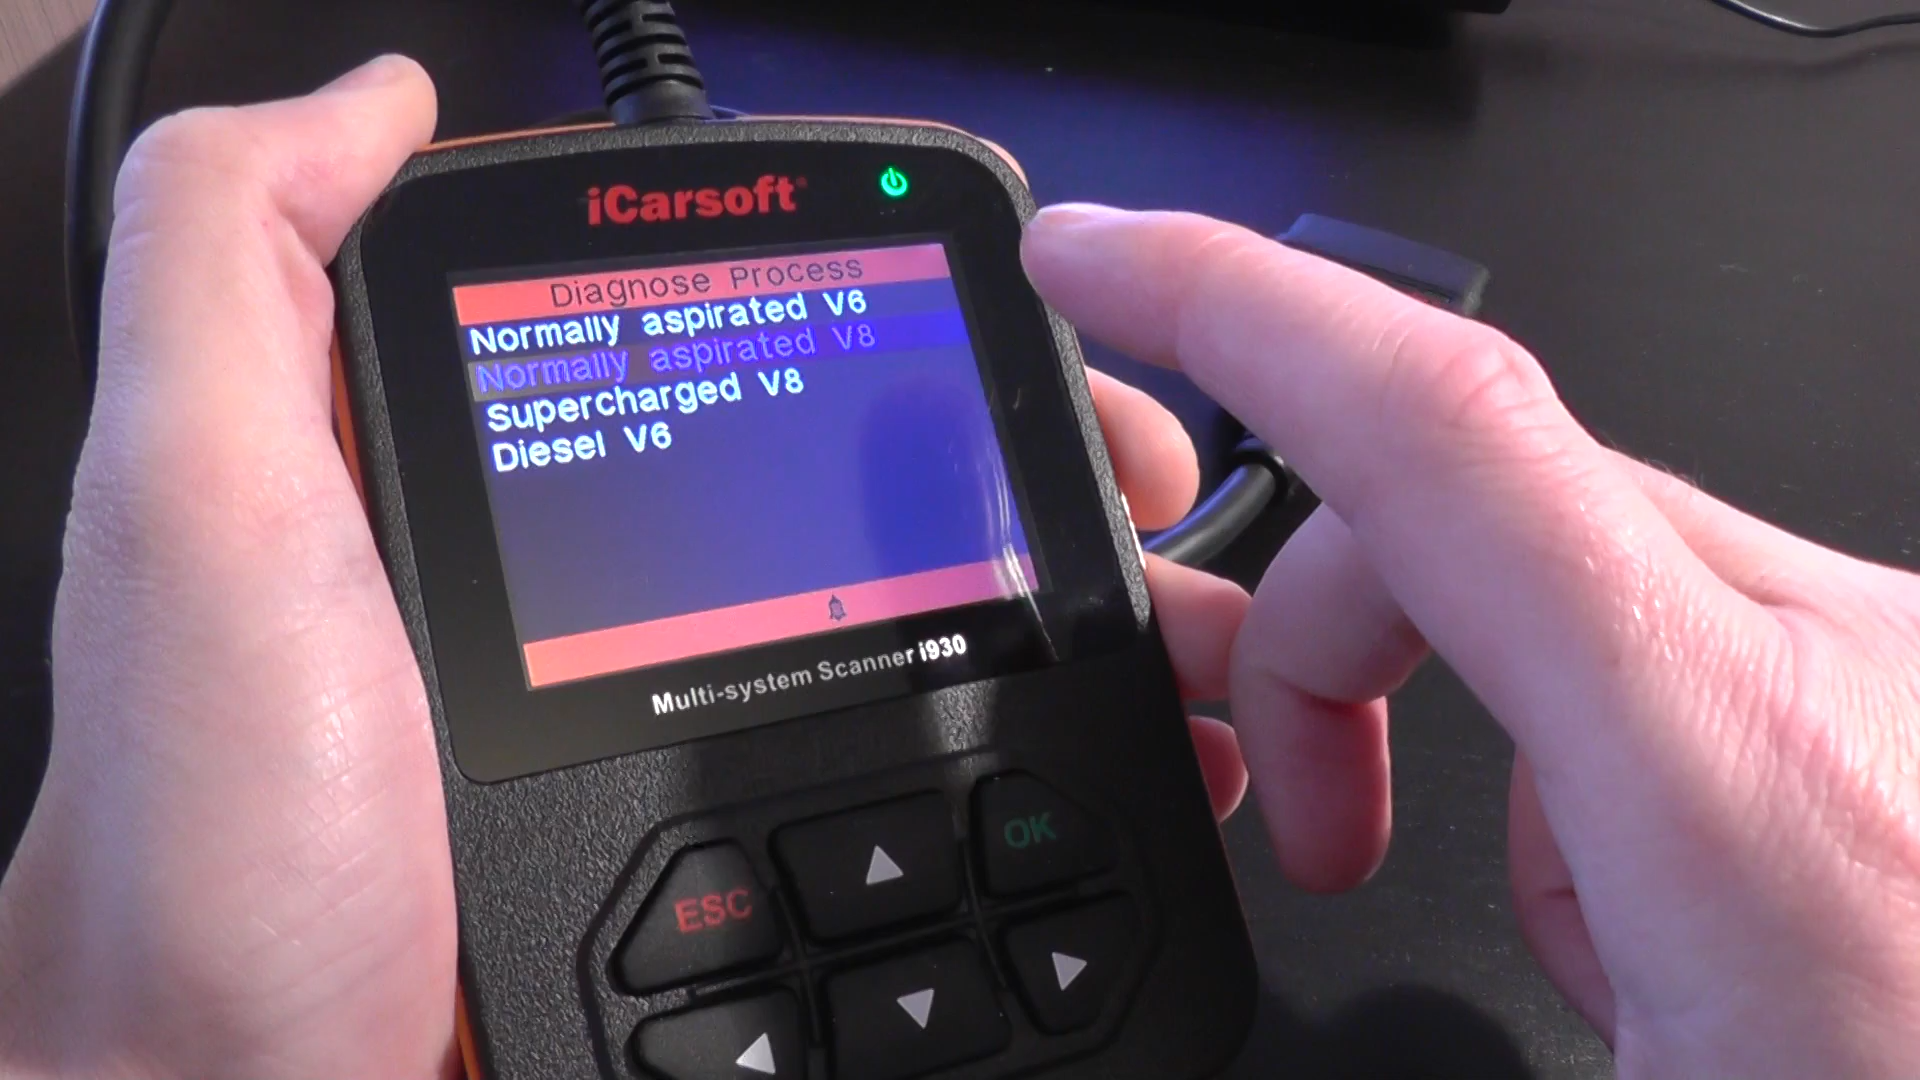 iCarsoft®
Diagnose Process
Normally aspirated V6
Normally aspirated V8
Supercharged V8
Diesel V6
Multi-system Scanner i930
OK
ESC